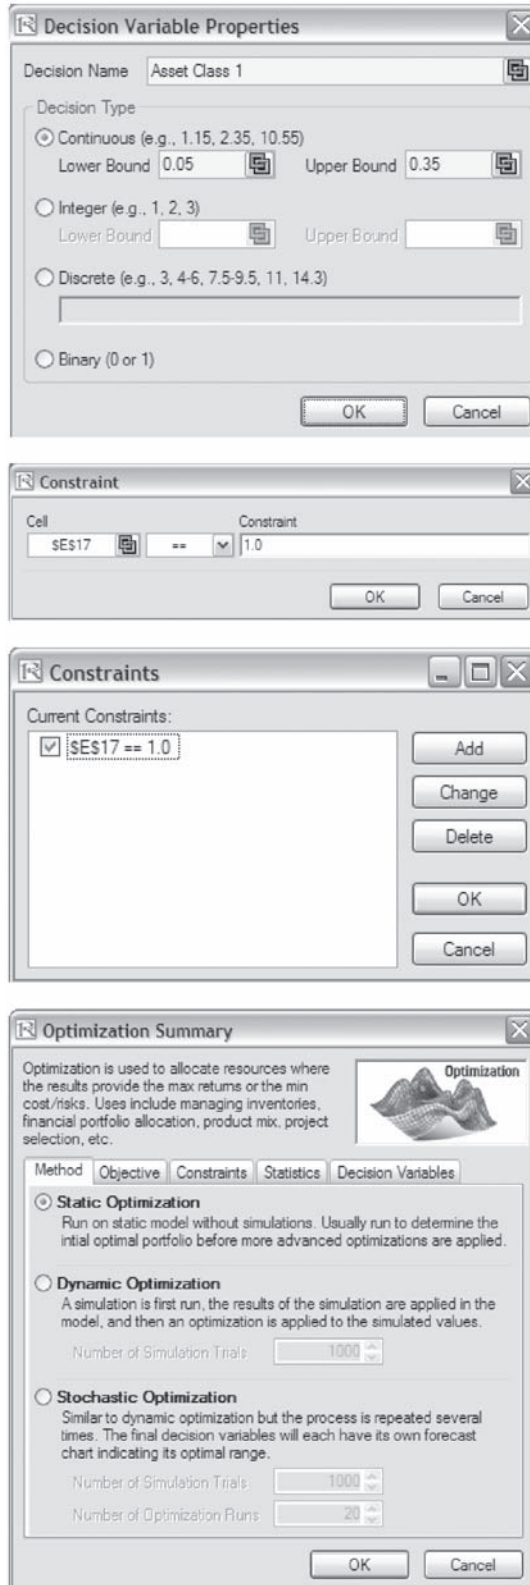 Decision Variable Properties
Decision Name Asset Class 1
Decision Type
Continuous (e.g., 1.15, 2.35, 10.55)
Lower Bound 0.05 Upper Bound 0.35
Integer (e.g., 1, 2, 3)
Lower Bound Upper Bound
Discrete (e.g., 3, 4-6, 7.5-9.5, 11, 14.3)
Binary (0 or 1)
OK Cancel
Constraint
Cell Constraint
$E$17 == 1.0
OK Cancel
Constraints
Current Constraints:
$E$17 == 1.0
Add
Change
Delete
OK
Cancel
Optimization Summary
Optimization is used to allocate resources where
the results provide the max returns or the min
cost/risks. Uses include managing inventories,
financial portfolio allocation, product mix, project
selection, etc.
Optimization
Method Objective Constraints Statistics Decision Variables
Static Optimization
Run on static model without simulations. Usually run to determine the
intial optimal portfolio before more advanced optimizations are applied.
Dynamic Optimization
A simulation is first run, the results of the simulation are applied in the
model, and then an optimization is applied to the simulated values.
Number of Simulation Trials 1000
Stochastic Optimization
Similar to dynamic optimization but the process is repeated several
times. The final decision variables will each have its own forecast
chart indicating its optimal range.
Number of Simulation Trials 1000
Number of Optimization Runs 20
OK Cancel